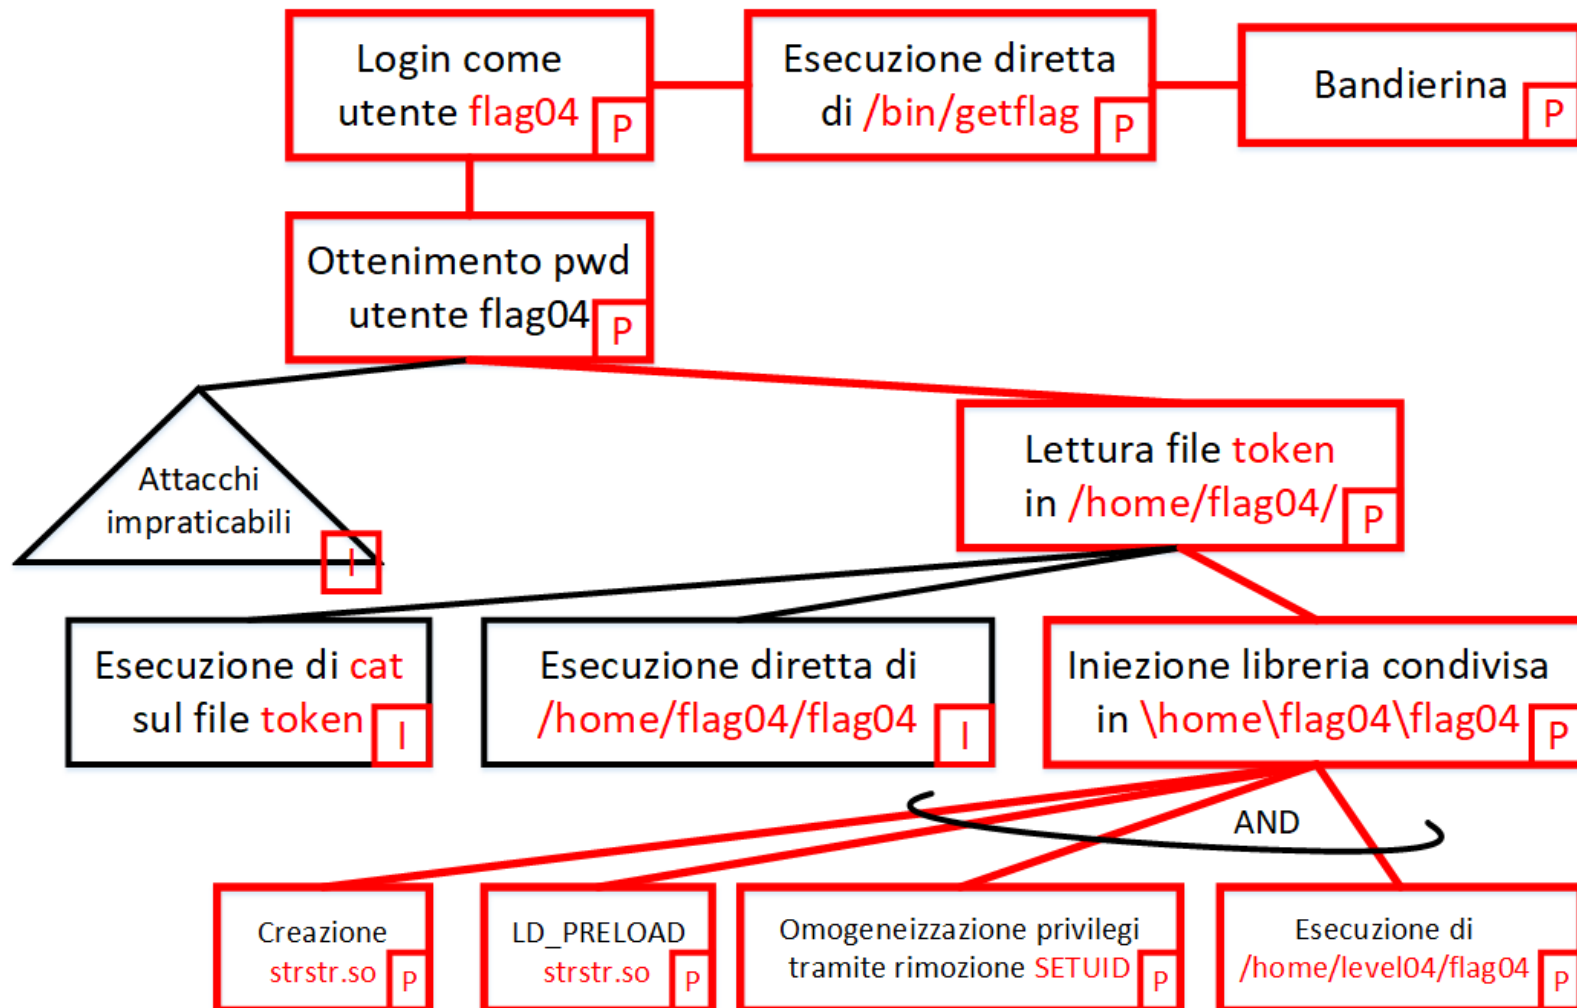 Login come
utente flag04
P
Esecuzione diretta
di /bin/getflag
P
Bandierina
P
Ottenimento pwd
utente flag04
P
Attacchi
impraticabili
I
Lettura file token
in /home/flag04/
P
Esecuzione di cat
sul file token
I
Esecuzione diretta di
/home/flag04/flag04
I
Iniezione libreria condivisa
in \home\flag04\flag04
P
AND
Creazione
strstr.so
P
LD_PRELOAD
strstr.so
P
Omogeneizzazione privilegi
tramite rimozione SETUID
P
Esecuzione di
/home/level04/flag04
P